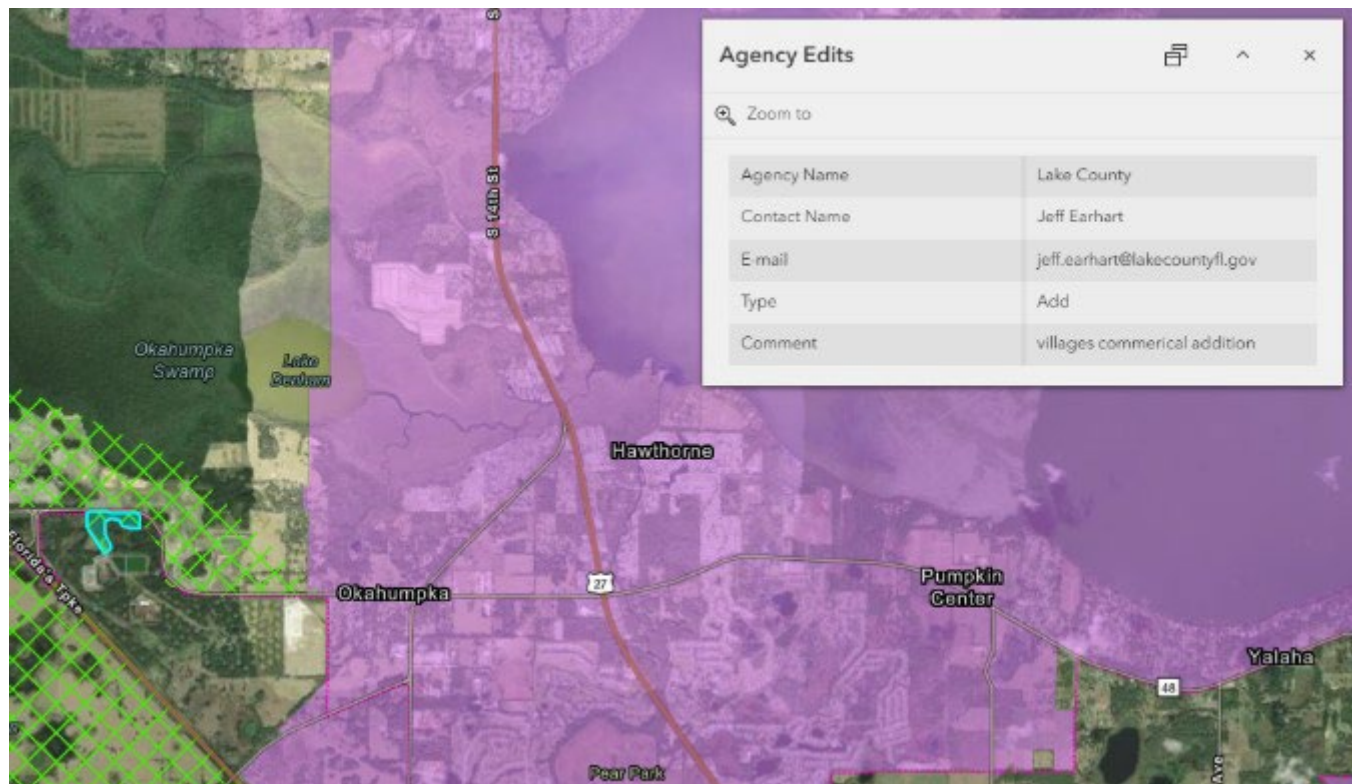 S
Agency Edits
Zoom to
Agency Name Lake County
Contact Name Jeff Earhart
E-mail jeff.earhart@lakecountyfl.gov
Type Add
Comment villages commerical addition
S 14th St
Okahumpka
Swamp
Lake
Denham
Hawthorne
Florida's Tpke
Okahumpka
27
Pumpkin
Center
Yalaha
48
Ave
Pear Park